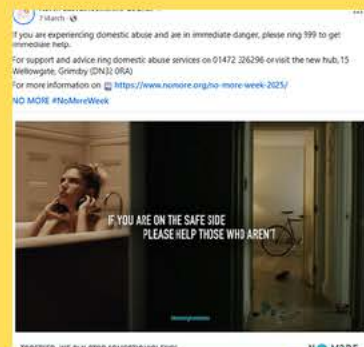 7 March
If you are experiencing domestic abuse and are in immediate danger, please ring 999 to get
immediate help.
For support and advice ring domestic abuse services on 01472 326296 or visit the new hub, 15
Wellowgate, Grimsby (DN32 0RA)
For more information on https://www.nomore.org/no-more-week-2025/
NO MORE #NoMoreWeek
IF YOU ARE ON THE SAFE SIDE
PLEASE HELP THOSE WHO AREN'T